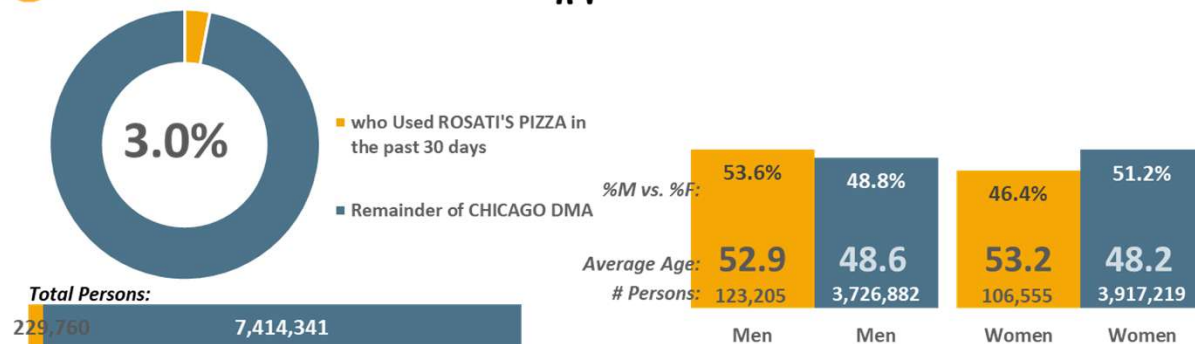 3.0%
who Used ROSATI'S PIZZA in
the past 30 days
Remainder of CHICAGO DMA
Total Persons:
229,760 7,414,341
%M vs. %F: 53.6% 48.8% 46.4% 51.2%
Average Age: 52.9 48.6 53.2 48.2
# Persons: 123,205 3,726,882 106,555 3,917,219
Men Men Women Women